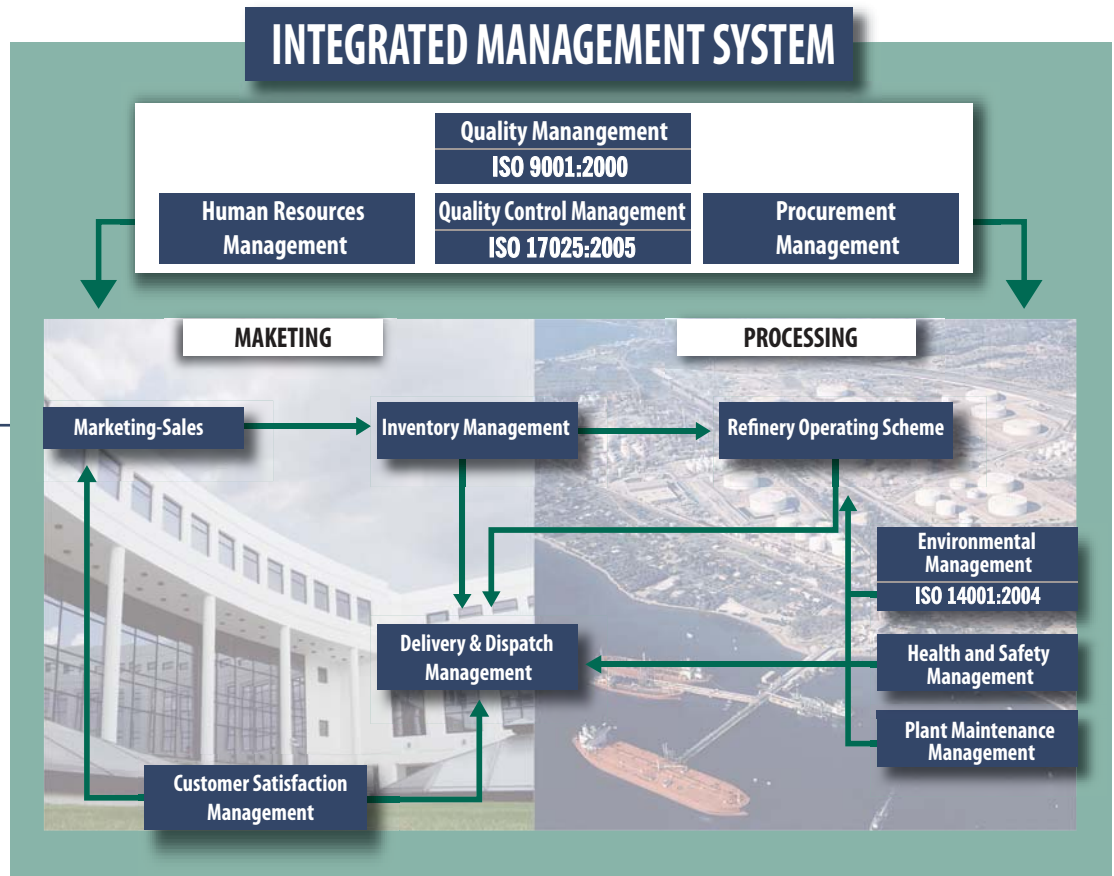 INTEGRATED MANAGEMENT SYSTEM
Quality Manangement
ISO 9001:2000
Human Resources
Management
Quality Control Management
ISO 17025:2005
Procurement
Management
MAKETING
PROCESSING
Marketing-Sales
Inventory Management
Refinery Operating Scheme
Environmental
Management
ISO 14001:2004
Delivery & Dispatch
Management
Health and Safety
Management
Plant Maintenance
Management
Customer Satisfaction
Management